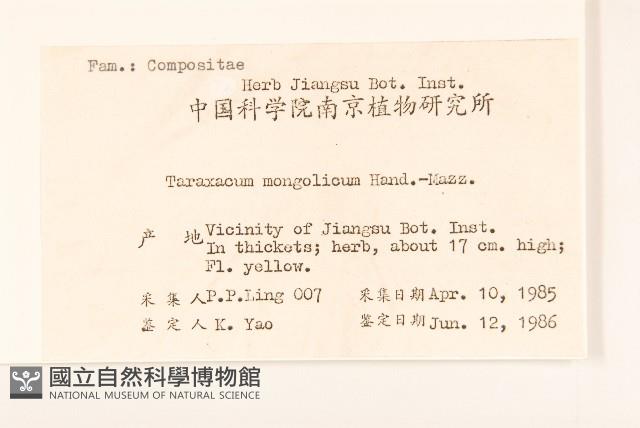 Fam.: Compositae
Herb Jiangsu Bot. Inst.
中国科学院南京植物研究所
Taraxacum mongolicum Hand.-Mazz.
产 地 Vicinity of Jiangsu Bot. Inst.
In thickets; herb, about 17 cm. high;
Fl. yellow.
采 集 人 P.P.Ling 007 采集日期 Apr. 10, 1985
鉴 定 人 K. Yao 鉴定日期 Jun. 12, 1986
國立自然科學博物館
NATIONAL MUSEUM OF NATURAL SCIENCE